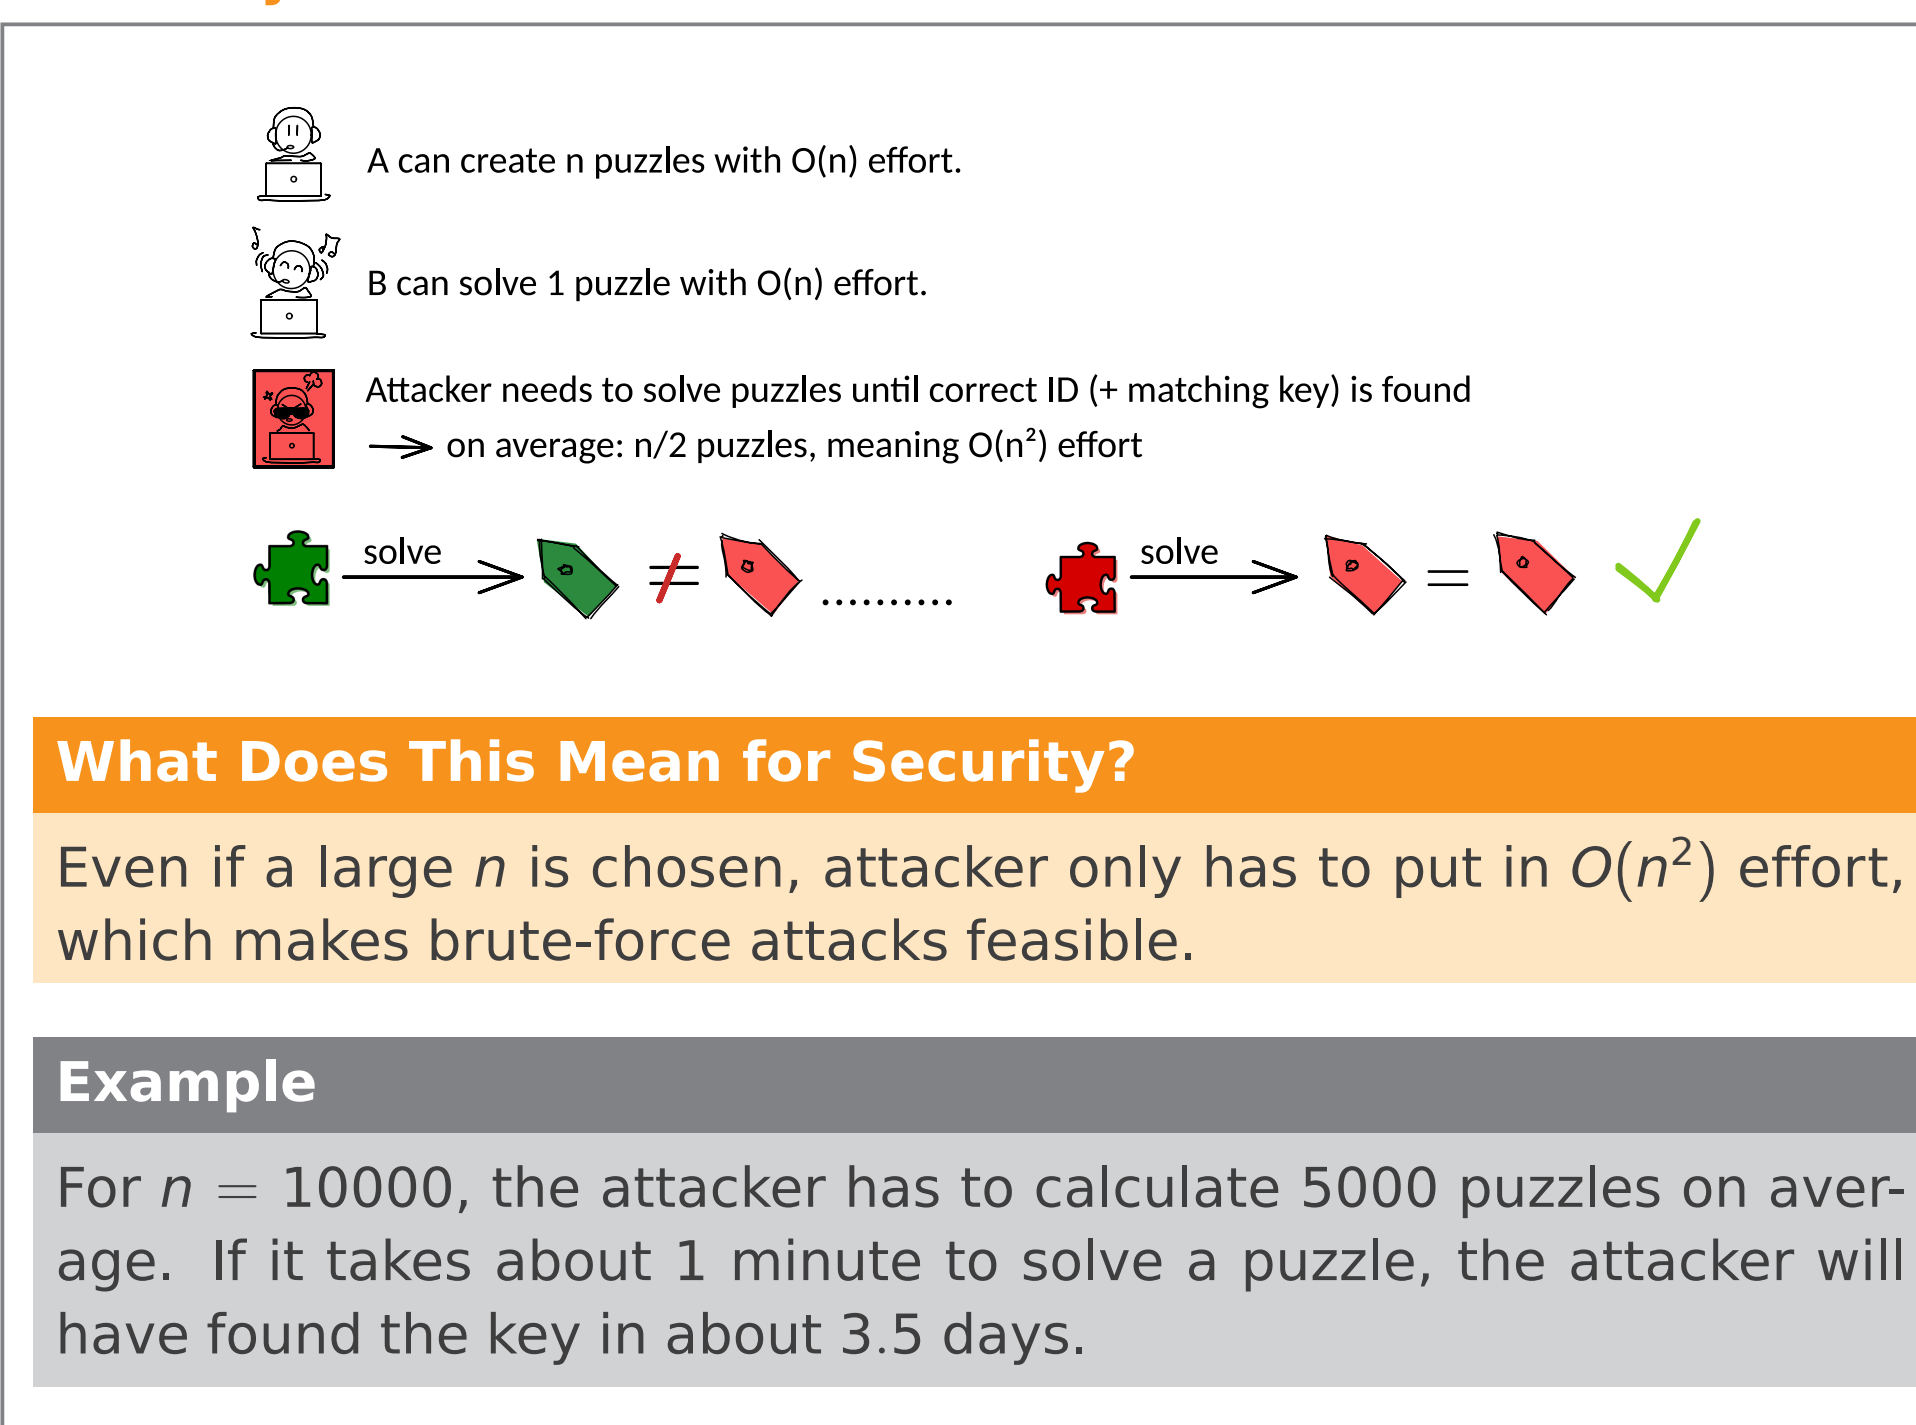 A can create n puzzles with O(n) effort.
B can solve 1 puzzle with O(n) effort.
Attacker needs to solve puzzles until correct ID (+ matching key) is found
on average: n/2 puzzles, meaning O(n²) effort
solve ≠ .......... solve =
What Does This Mean for Security?
Even if a large n is chosen, attacker only has to put in O(n²) effort,
which makes brute-force attacks feasible.
Example
For n = 10000, the attacker has to calculate 5000 puzzles on aver-
age. If it takes about 1 minute to solve a puzzle, the attacker will
have found the key in about 3.5 days.